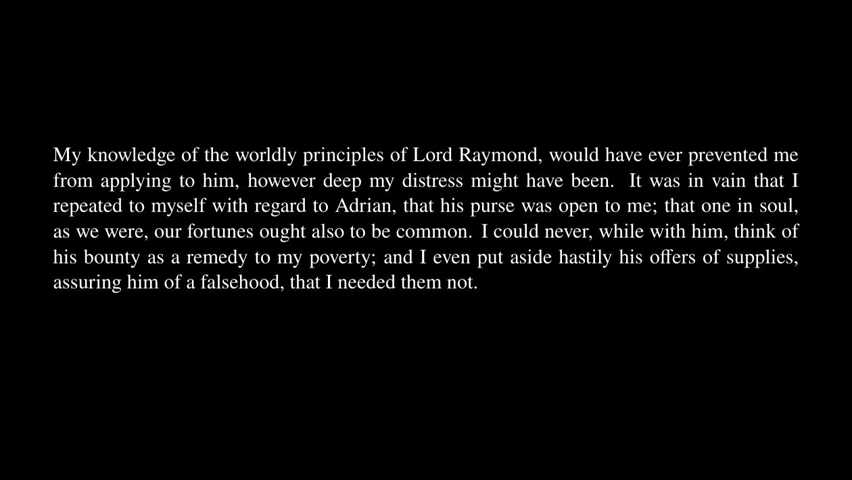 My knowledge of the worldly principles of Lord Raymond, would have ever prevented me
from applying to him, however deep my distress might have been. It was in vain that I
repeated to myself with regard to Adrian, that his purse was open to me; that one in soul,
as we were, our fortunes ought also to be common. I could never, while with him, think of
his bounty as a remedy to my poverty; and I even put aside hastily his offers of supplies,
assuring him of a falsehood, that I needed them not.